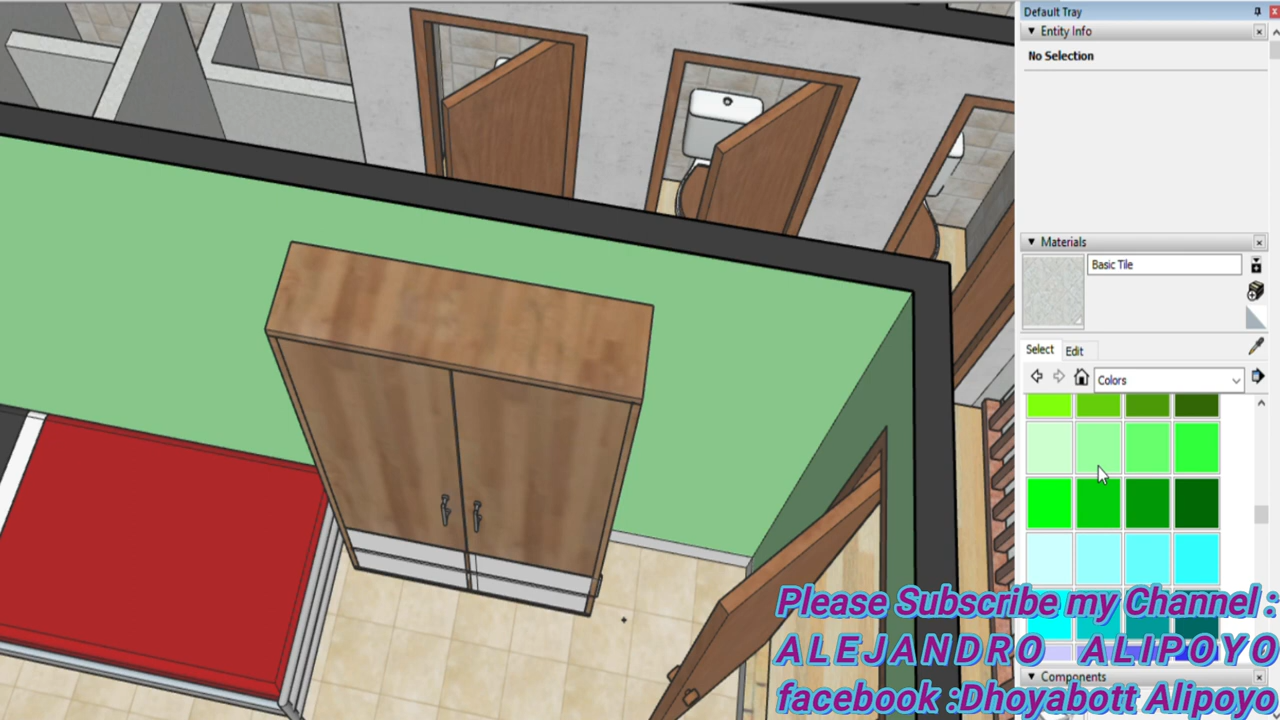 Default Tray
Entity Info
No Selection
Materials
Basic Tile
Select Edit
Colors
Please Subscribe my Channel :
ALEJANDRO ALIPOYO
facebook :Dhoyabott Alipoyo
Components